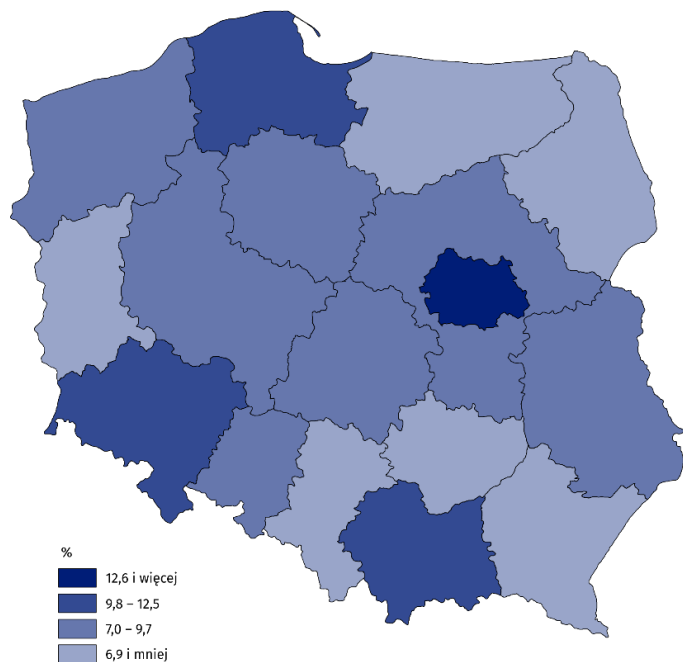 %
12,6 i więcej
9,8 – 12,5
7,0 – 9,7
6,9 i mniej